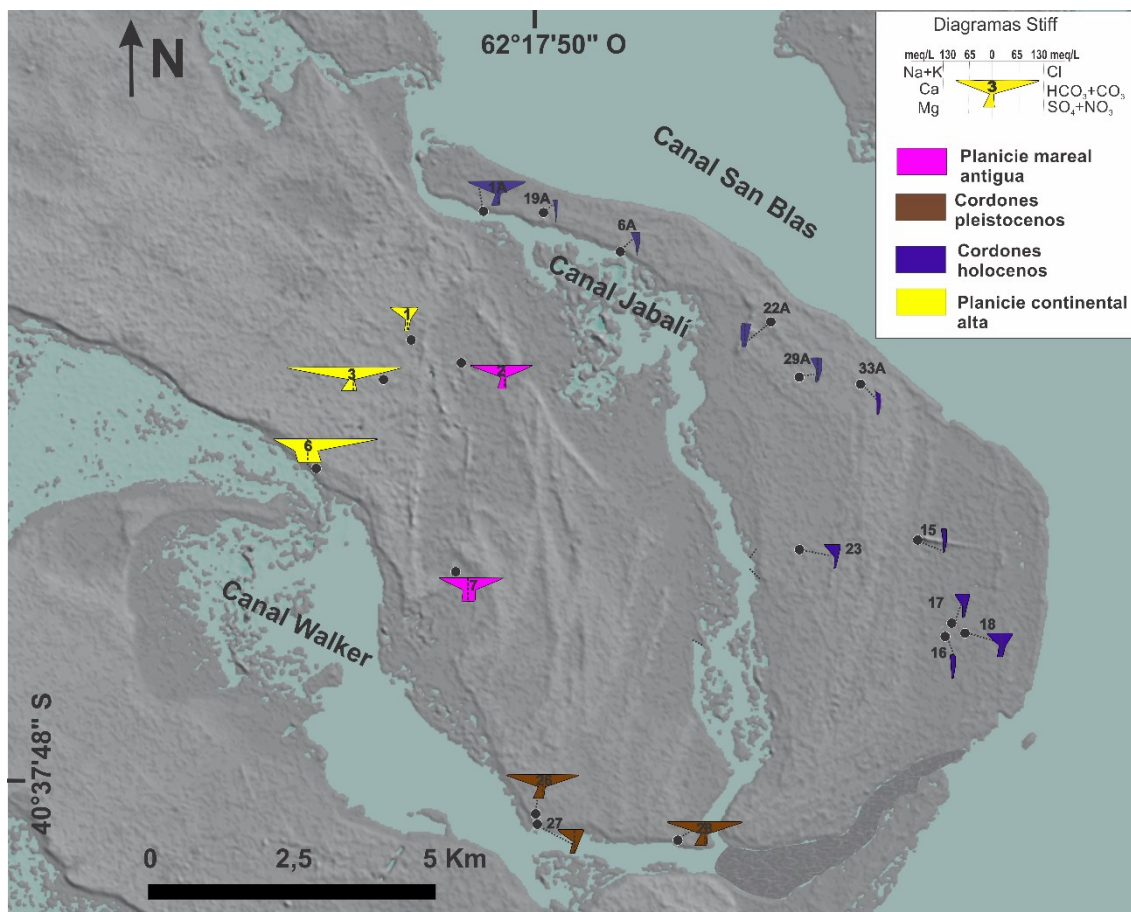 N
62°17'50" O
Canal San Blas
Canal Jabalí
Canal Walker
40°37'48" S
1A
19A
6A
22A
29A
33A
1
3
2
6
7
23
15
17
18
16
27
0 2,5 5 Km
Diagramas Stiff
meq/L 130 65 0 65 130 meq/L
Na+K Cl
Ca 3 HCO₃+CO₃
Mg SO₄+NO₃
Planicie mareal
antigua
Cordones
pleistocenos
Cordones
holocenos
Planicie continental
alta